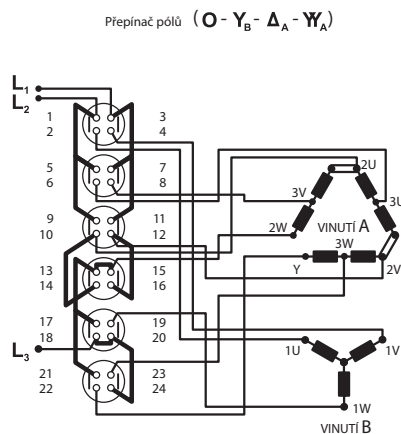 Přepínač pólů ( O - Y_B - Δ_A - YY_A )
L1
L2
1 3
2 4
5 7
6 8
9 11
10 12
13 15
14 16
17 19
18 20
L3
21 23
22 24
2U
3V
3U
2W
VINUTÍ A
3W
Y
2V
1U
1V
1W
VINUTÍ B